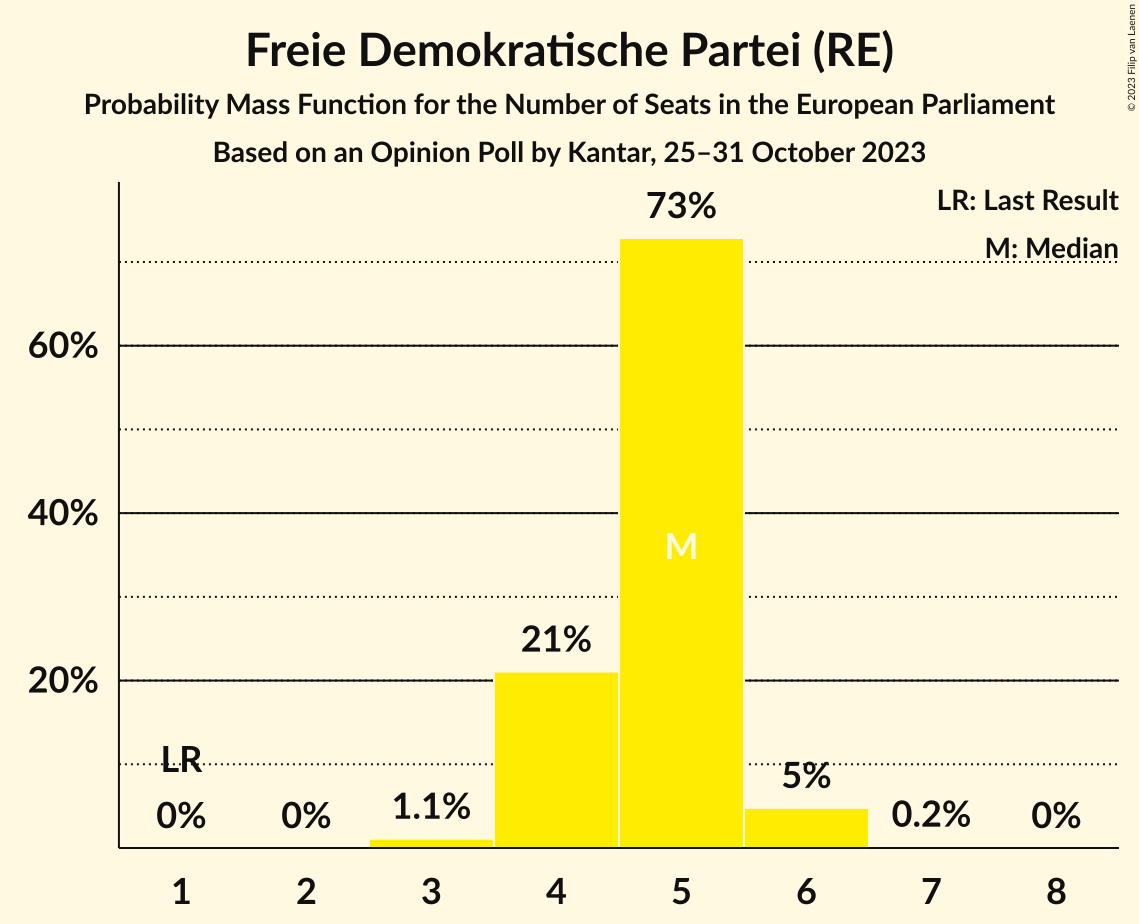 Freie Demokratische Partei (RE)
Probability Mass Function for the Number of Seats in the European Parliament
Based on an Opinion Poll by Kantar, 25–31 October 2023
© 2023 Filip van Laenen
LR: Last Result
M: Median
73%
60%
40%
M
21%
20%
LR
5%
0%
0%
1.1%
0.2%
0%
1
2
3
4
5
6
7
8